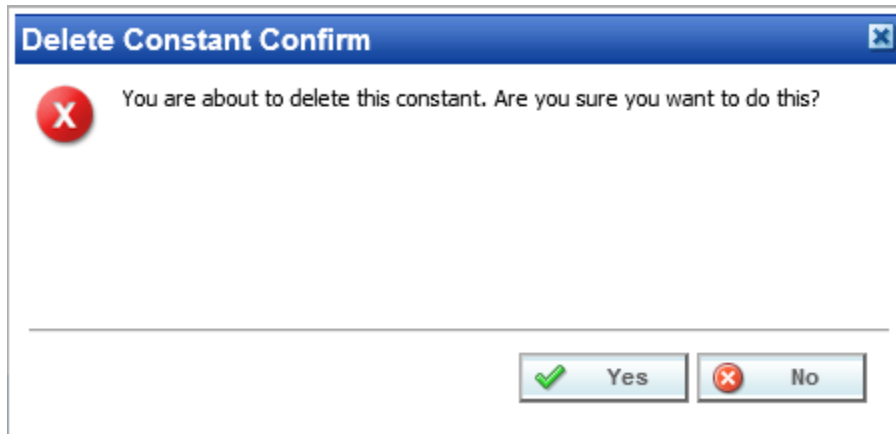 Delete Constant Confirm
You are about to delete this constant. Are you sure you want to do this?
Yes
No